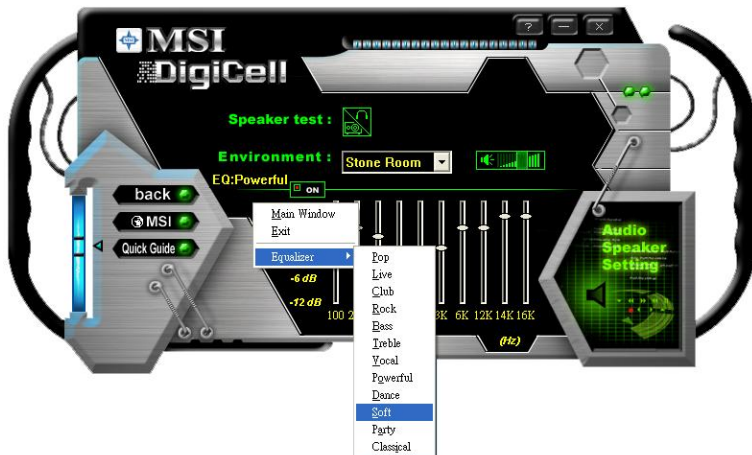 MSI
DigiCell
?
Speaker test :
Environment :
Stone Room
EQ:Powerful
ON
back
MSI
Quick Guide
Main Window
Exit
Equalizer
Pop
Live
Club
Rock
Bass
Treble
Vocal
Powerful
Dance
Soft
Party
Classical
-6 dB
-12 dB
100 2
3K 6K 12K 14K 16K
(Hz)
Audio
Speaker
Setting